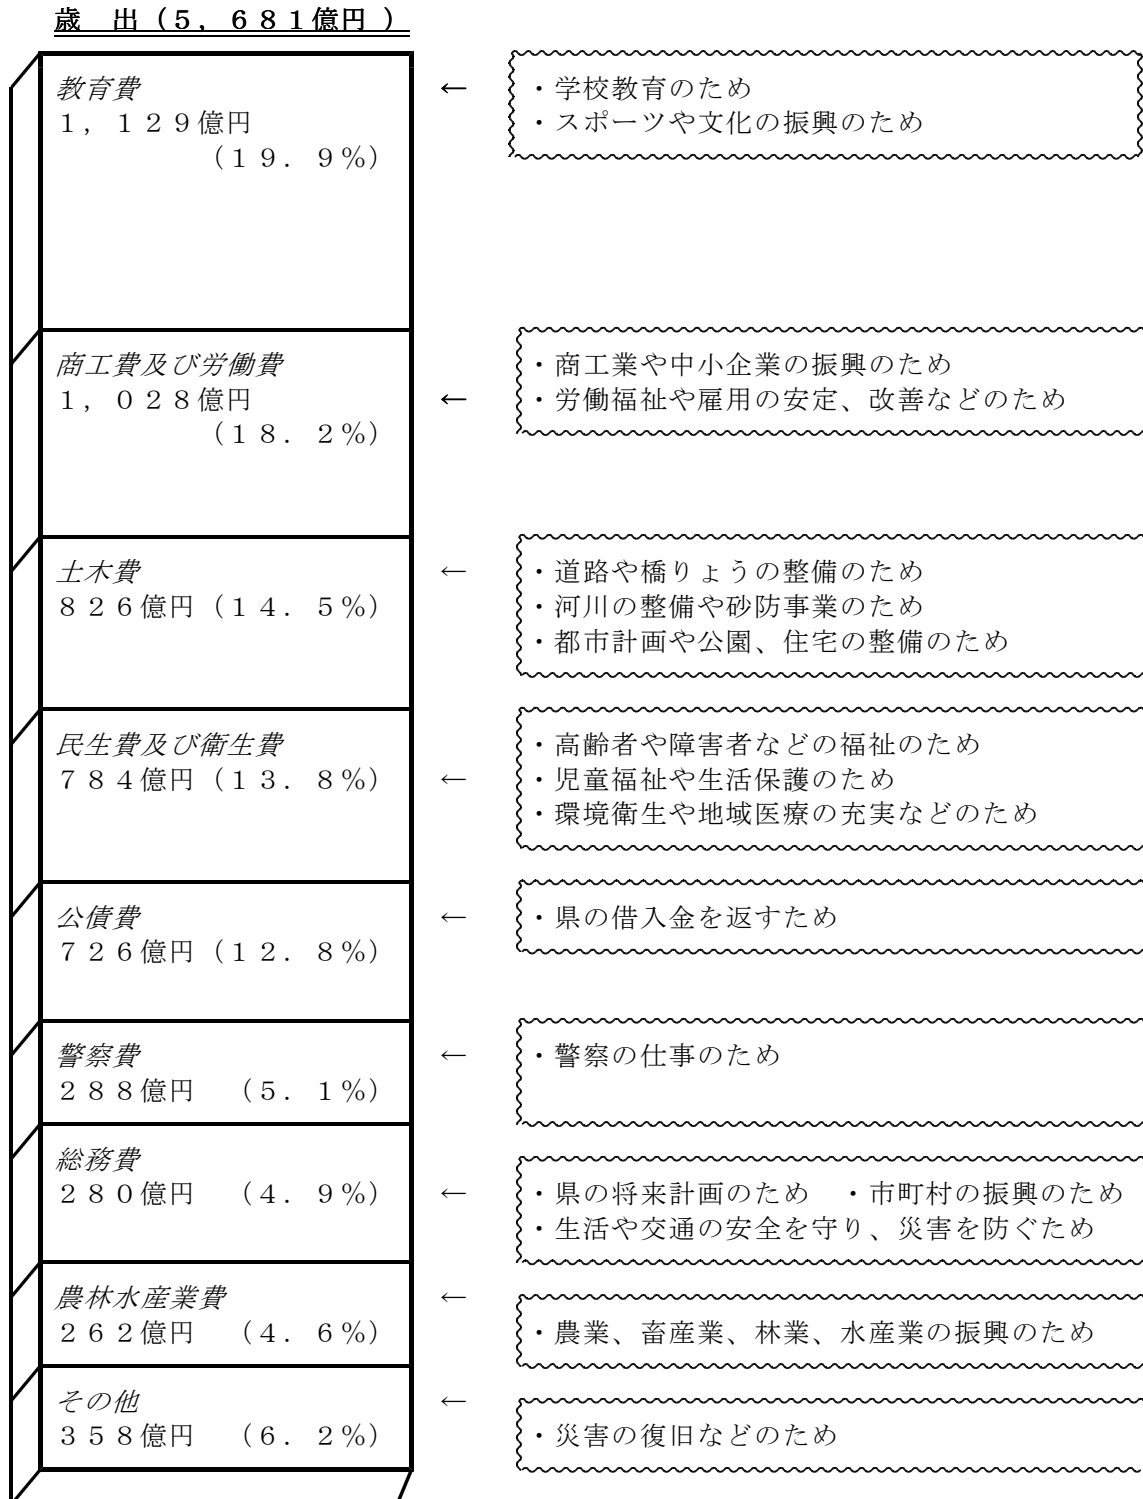 歳　出（５，６８１億円　）
教育費
１，１２９億円
（１９．９％）
←
・学校教育のため
・スポーツや文化の振興のため
商工費及び労働費
１，０２８億円
（１８．２％）
←
・商工業や中小企業の振興のため
・労働福祉や雇用の安定、改善などのため
土木費
８２６億円（１４．５％）
←
・道路や橋りょうの整備のため
・河川の整備や砂防事業のため
・都市計画や公園、住宅の整備のため
民生費及び衛生費
７８４億円（１３．８％）
←
・高齢者や障害者などの福祉のため
・児童福祉や生活保護のため
・環境衛生や地域医療の充実などのため
公債費
７２６億円（１２．８％）
←
・県の借入金を返すため
警察費
２８８億円　（５．１％）
←
・警察の仕事のため
総務費
２８０億円　（４．９％）
←
・県の将来計画のため　・市町村の振興のため
・生活や交通の安全を守り、災害を防ぐため
農林水産業費
２６２億円　（４．６％）
←
・農業、畜産業、林業、水産業の振興のため
その他
３５８億円　（６．２％）
←
・災害の復旧などのため